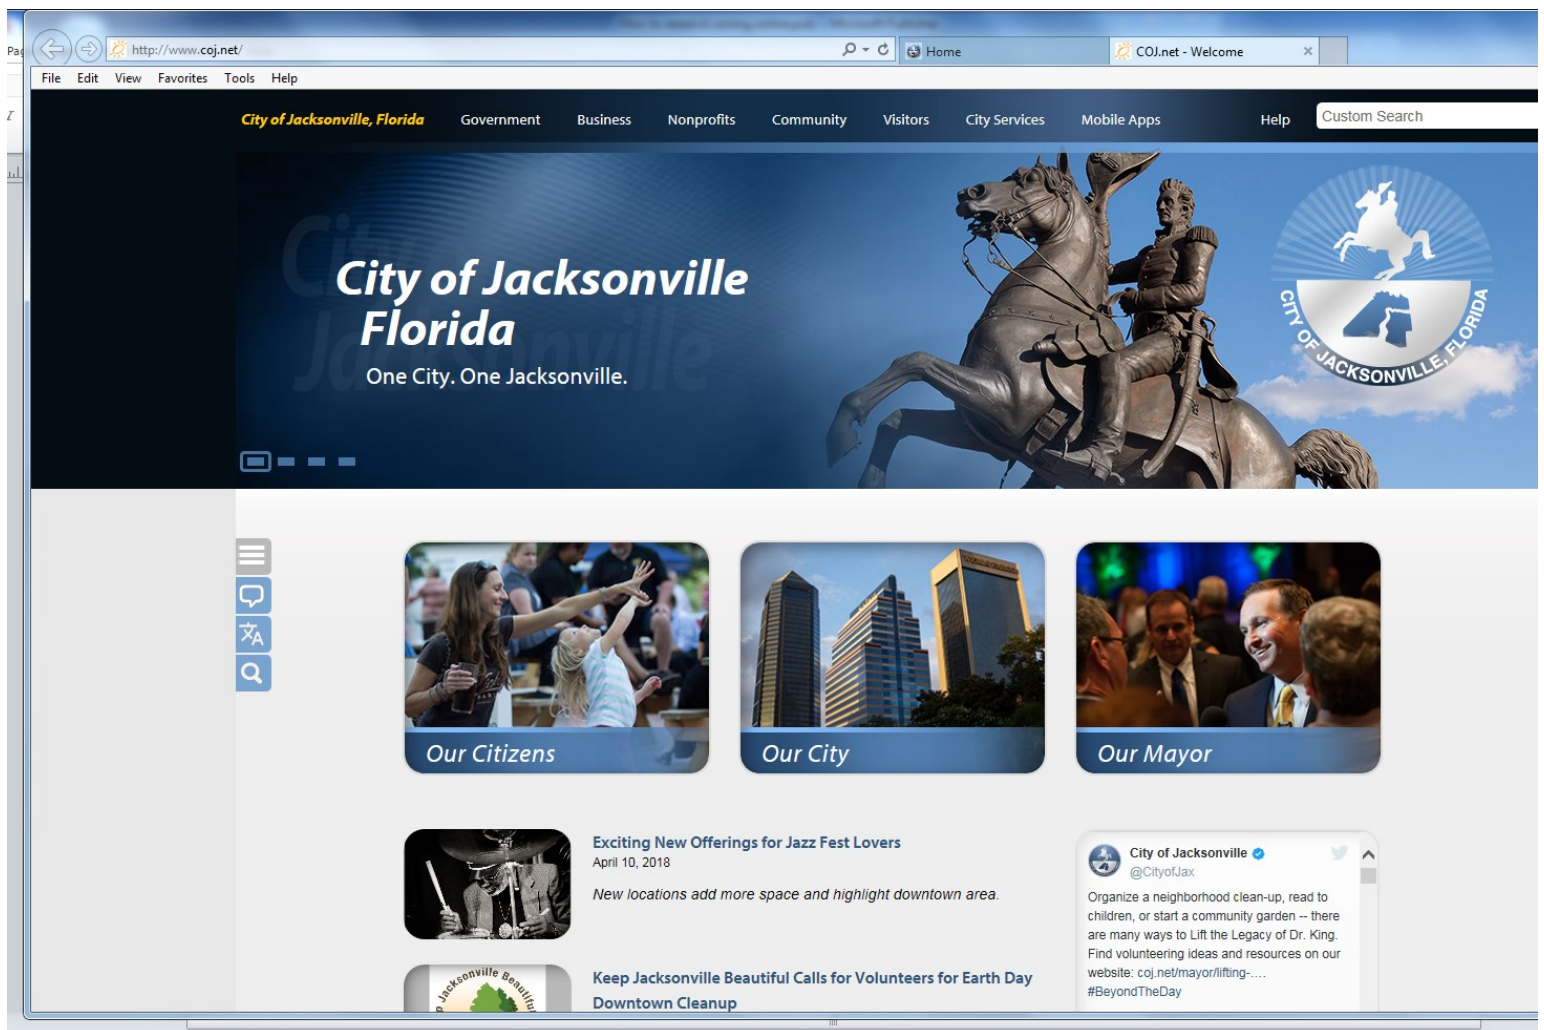 Pag
http://www.coj.net/
Home
COJ.net - Welcome
File Edit View Favorites Tools Help
City of Jacksonville, Florida Government Business Nonprofits Community Visitors City Services Mobile Apps Help Custom Search
City of Jacksonville
Florida
One City. One Jacksonville.
CITY OF JACKSONVILLE, FLORIDA
Our Citizens
Our City
Our Mayor
Exciting New Offerings for Jazz Fest Lovers
April 10, 2018
New locations add more space and highlight downtown area.
Keep Jacksonville Beautiful Calls for Volunteers for Earth Day
Downtown Cleanup
Jacksonville Beautiful
City of Jacksonville
@CityofJax
Organize a neighborhood clean-up, read to
children, or start a community garden -- there
are many ways to Lift the Legacy of Dr. King.
Find volunteering ideas and resources on our
website: coj.net/mayor/lifting-....
#BeyondTheDay